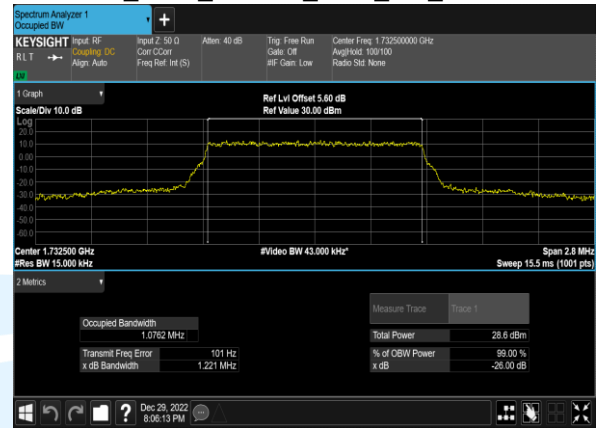 Spectrum Analyzer 1
Occupied BW
+
KEYSIGHT
RLT
LW
Input: RF
Coupling: DC
Align: Auto
Input Z: 50 Ω
Corr CCorr
Freq Ref: Int (S)
Atten: 40 dB
Trig: Free Run
Gate: Off
#IF Gain: Low
Center Freq: 1.732500000 GHz
Avg|Hold: 100/100
Radio Std: None
1 Graph
Scale/Div 10.0 dB
Ref Lvl Offset 5.60 dB
Ref Value 30.00 dBm
Log
20.0
10.0
0.00
-10.0
-20.0
-30.0
-40.0
-50.0
-60.0
Center 1.732500 GHz
#Res BW 15.000 kHz
#Video BW 43.000 kHz*
Span 2.8 MHz
Sweep 15.5 ms (1001 pts)
2 Metrics
Measure Trace Trace 1
Occupied Bandwidth
1.0762 MHz
Total Power 28.6 dBm
Transmit Freq Error 101 Hz
x dB Bandwidth 1.221 MHz
% of OBW Power 99.00 %
x dB -26.00 dB
?
Dec 29, 2022
8:06:13 PM